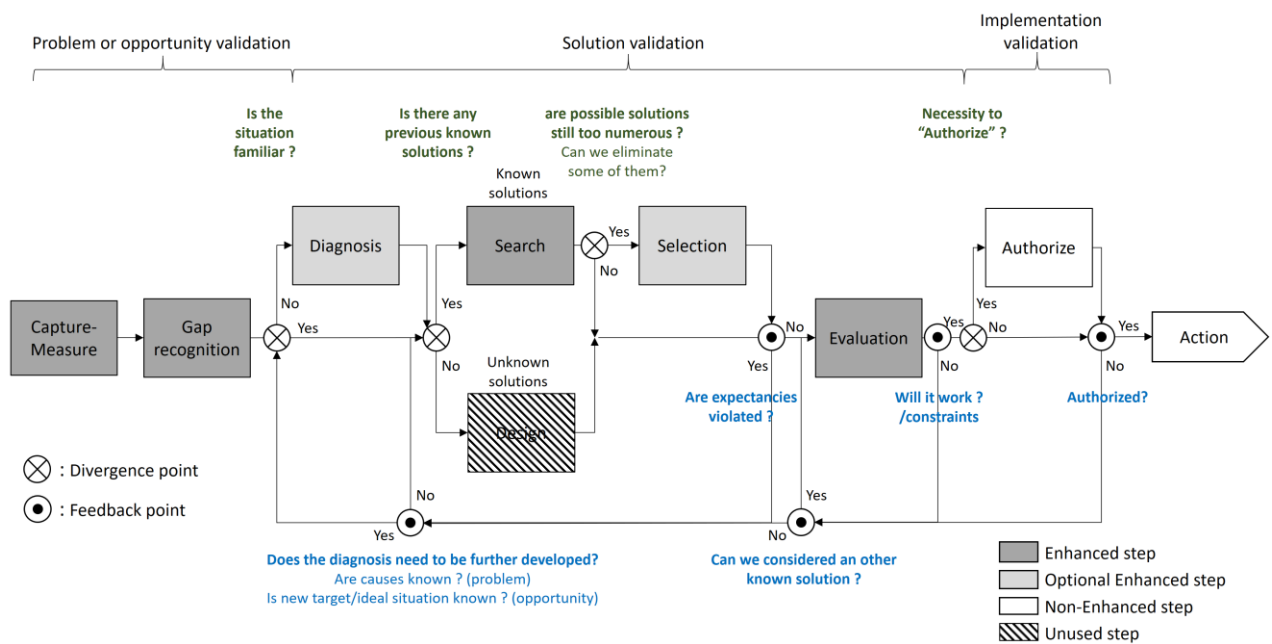 Problem or opportunity validation
Solution validation
Implementation
validation
Is the
situation
familiar ?
Is there any
previous known
solutions ?
are possible solutions
still too numerous ?
Can we eliminate
some of them?
Necessity to
“Authorize” ?
Known
solutions
Diagnosis
Search
Yes
Selection
Authorize
No
No
Yes
Yes
Capture-
Measure
Gap
recognition
Yes
No
Unknown
solutions
Design
No
Yes
Evaluation
Yes
No
No
Yes
No
Action
Are expectancies
violated ?
Will it work ?
/constraints
Authorized?
: Divergence point
: Feedback point
No
Yes
Yes
No
Does the diagnosis need to be further developed?
Are causes known ? (problem)
Is new target/ideal situation known ? (opportunity)
Can we considered an other
known solution ?
Enhanced step
Optional Enhanced step
Non-Enhanced step
Unused step